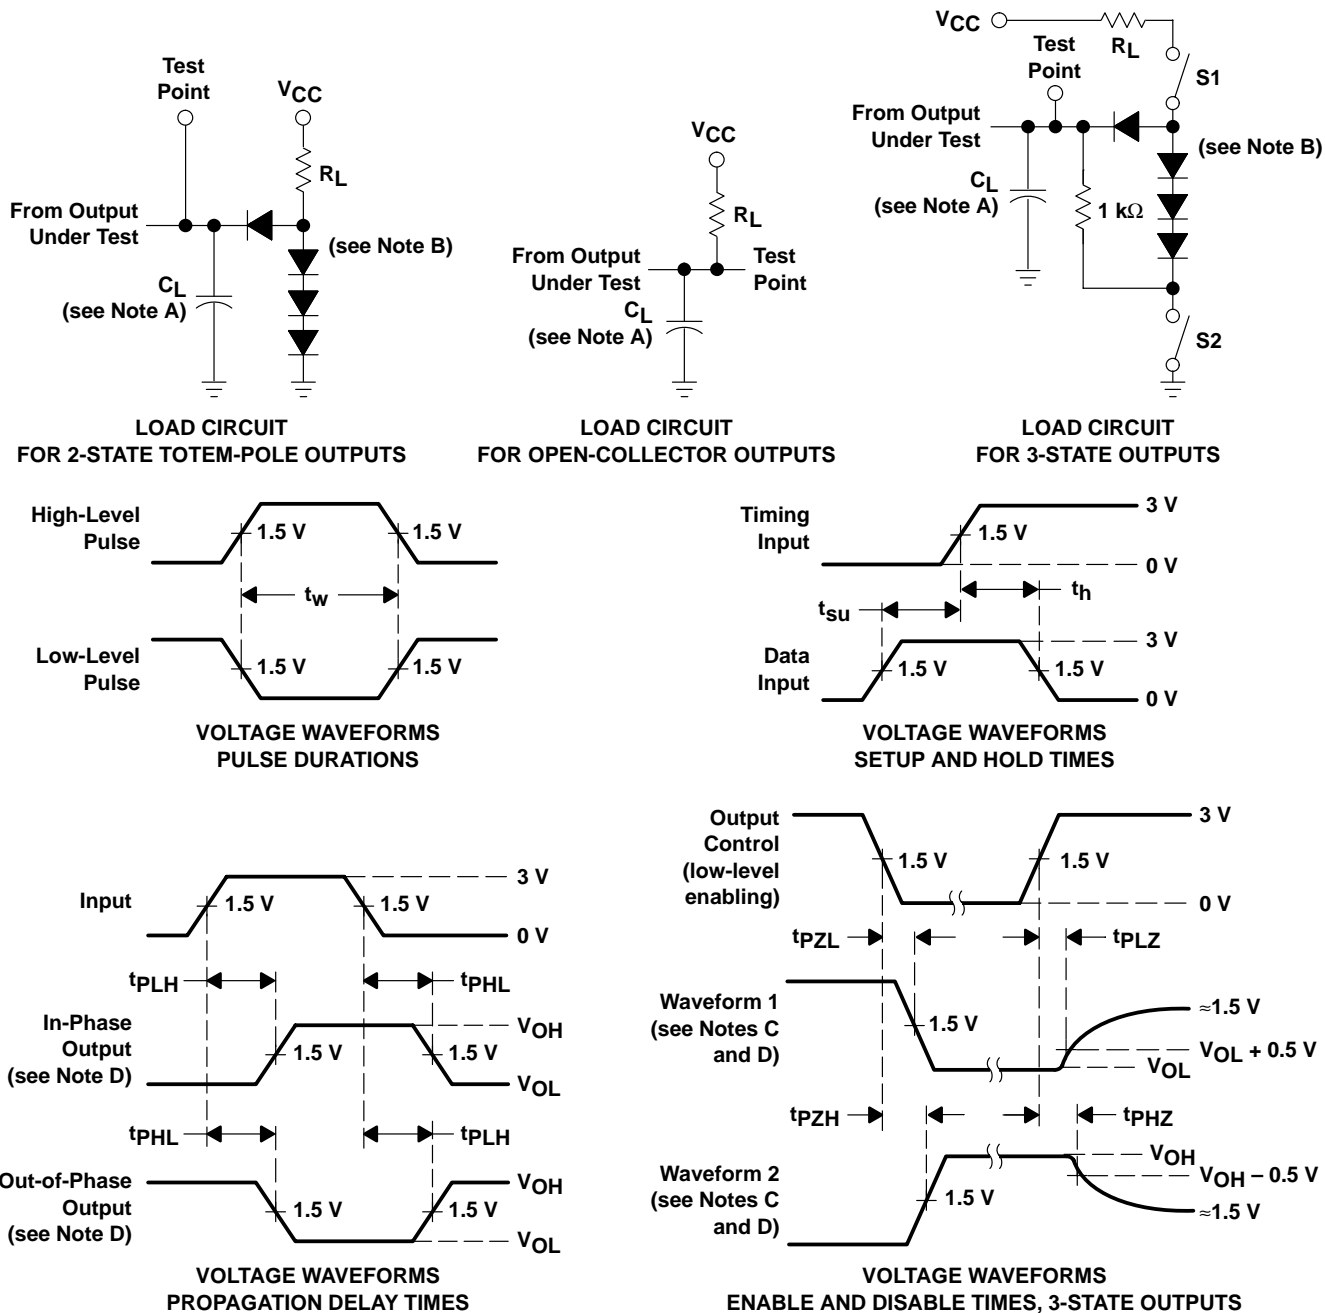 Test
Point
VCC
RL
From Output
Under Test
(see Note B)
CL
(see Note A)
LOAD CIRCUIT
FOR 2-STATE TOTEM-POLE OUTPUTS
VCC
RL
From Output
Under Test
Test
Point
CL
(see Note A)
LOAD CIRCUIT
FOR OPEN-COLLECTOR OUTPUTS
VCC
RL
Test
Point
S1
From Output
Under Test
(see Note B)
CL
(see Note A)
1 kΩ
S2
LOAD CIRCUIT
FOR 3-STATE OUTPUTS
High-Level
Pulse
1.5 V
1.5 V
tw
Low-Level
Pulse
1.5 V
1.5 V
VOLTAGE WAVEFORMS
PULSE DURATIONS
Timing
Input
3 V
1.5 V
0 V
th
tsu
Data
Input
3 V
1.5 V
1.5 V
0 V
VOLTAGE WAVEFORMS
SETUP AND HOLD TIMES
Input
3 V
1.5 V
1.5 V
0 V
tPLH
tPHL
In-Phase
Output
(see Note D)
VOH
1.5 V
1.5 V
VOL
tPHL
tPLH
Out-of-Phase
Output
(see Note D)
VOH
1.5 V
1.5 V
VOL
VOLTAGE WAVEFORMS
PROPAGATION DELAY TIMES
Output
Control
(low-level
enabling)
3 V
1.5 V
1.5 V
0 V
tPZL
tPLZ
Waveform 1
(see Notes C
and D)
1.5 V
≈1.5 V
VOL + 0.5 V
VOL
tPZH
tPHZ
Waveform 2
(see Notes C
and D)
1.5 V
VOH
VOH – 0.5 V
≈1.5 V
VOLTAGE WAVEFORMS
ENABLE AND DISABLE TIMES, 3-STATE OUTPUTS